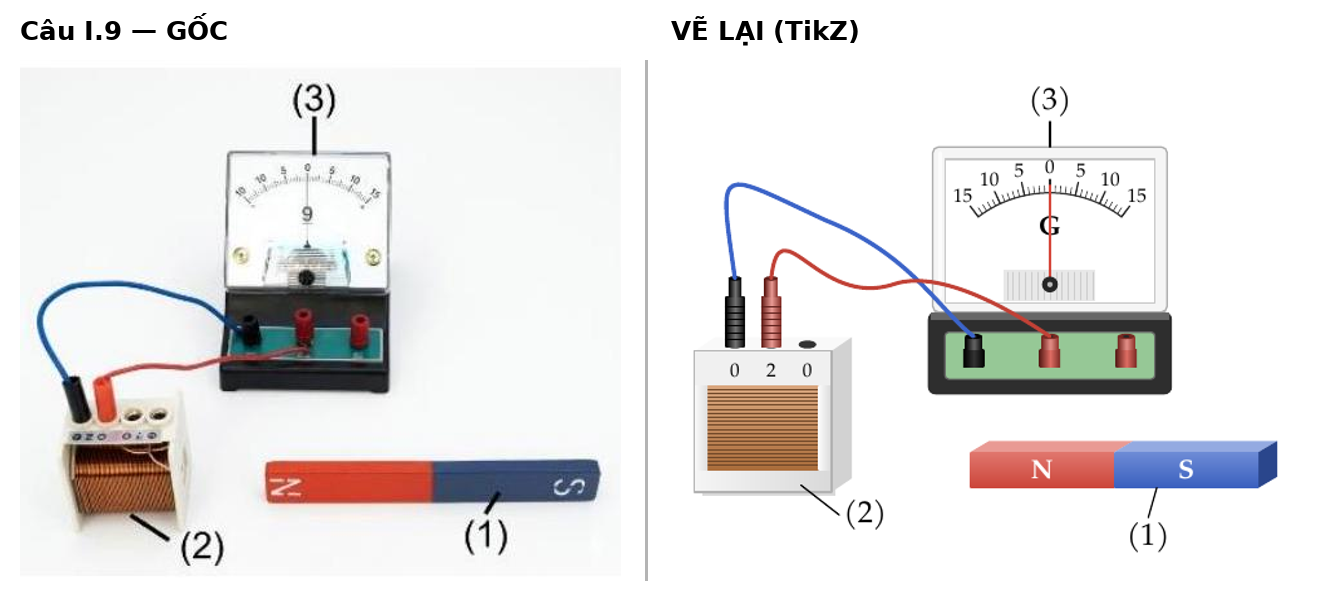 Câu I.9 — GỐC
(3)
10 10 5 0 5 10 15
(2)
N
S
(1)
VẼ LẠI (TikZ)
(3)
15 10 5 0 5 10 15
G
0 2 0
(2)
N
S
(1)